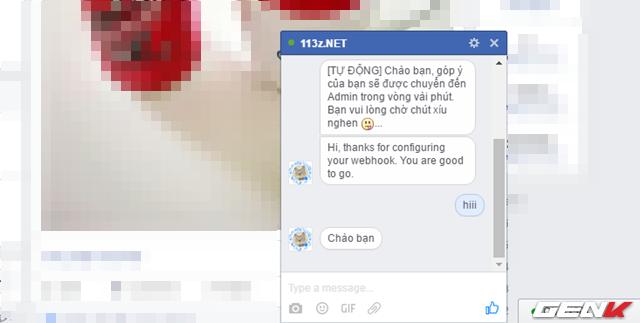 113z.NET
[TỰ ĐỘNG] Chào bạn, góp ý
của bạn sẽ được chuyển đến
Admin trong vòng vài phút.
Bạn vui lòng chờ chút xíu
nghen 😜...
Hi, thanks for configuring
your webhook. You are good
to go.
hiii
Chào bạn
Type a message...
GIF
GENK